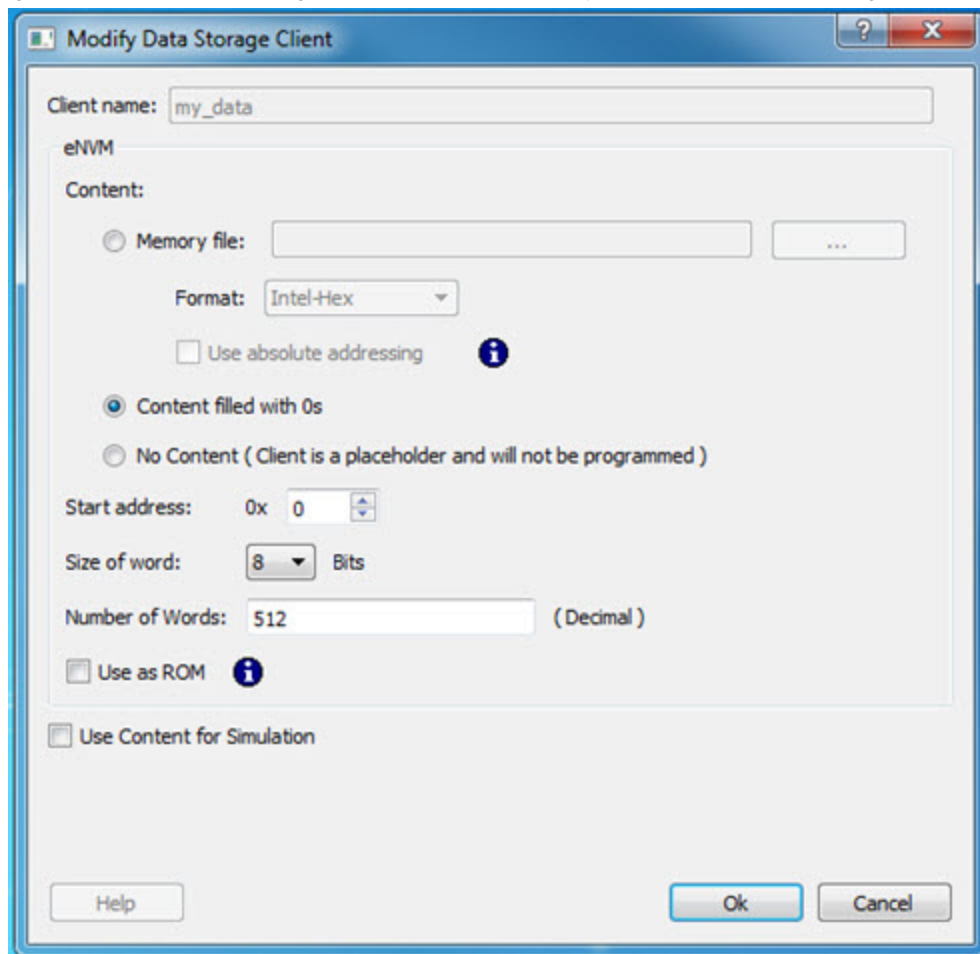 Modify Data Storage Client
Client name: my_data
eNVM
Content:
Memory file: ...
Format: Intel-Hex
Use absolute addressing
Content filled with 0s
No Content ( Client is a placeholder and will not be programmed )
Start address: 0x 0
Size of word: 8 Bits
Number of Words: 512 ( Decimal )
Use as ROM
Use Content for Simulation
Help Ok Cancel